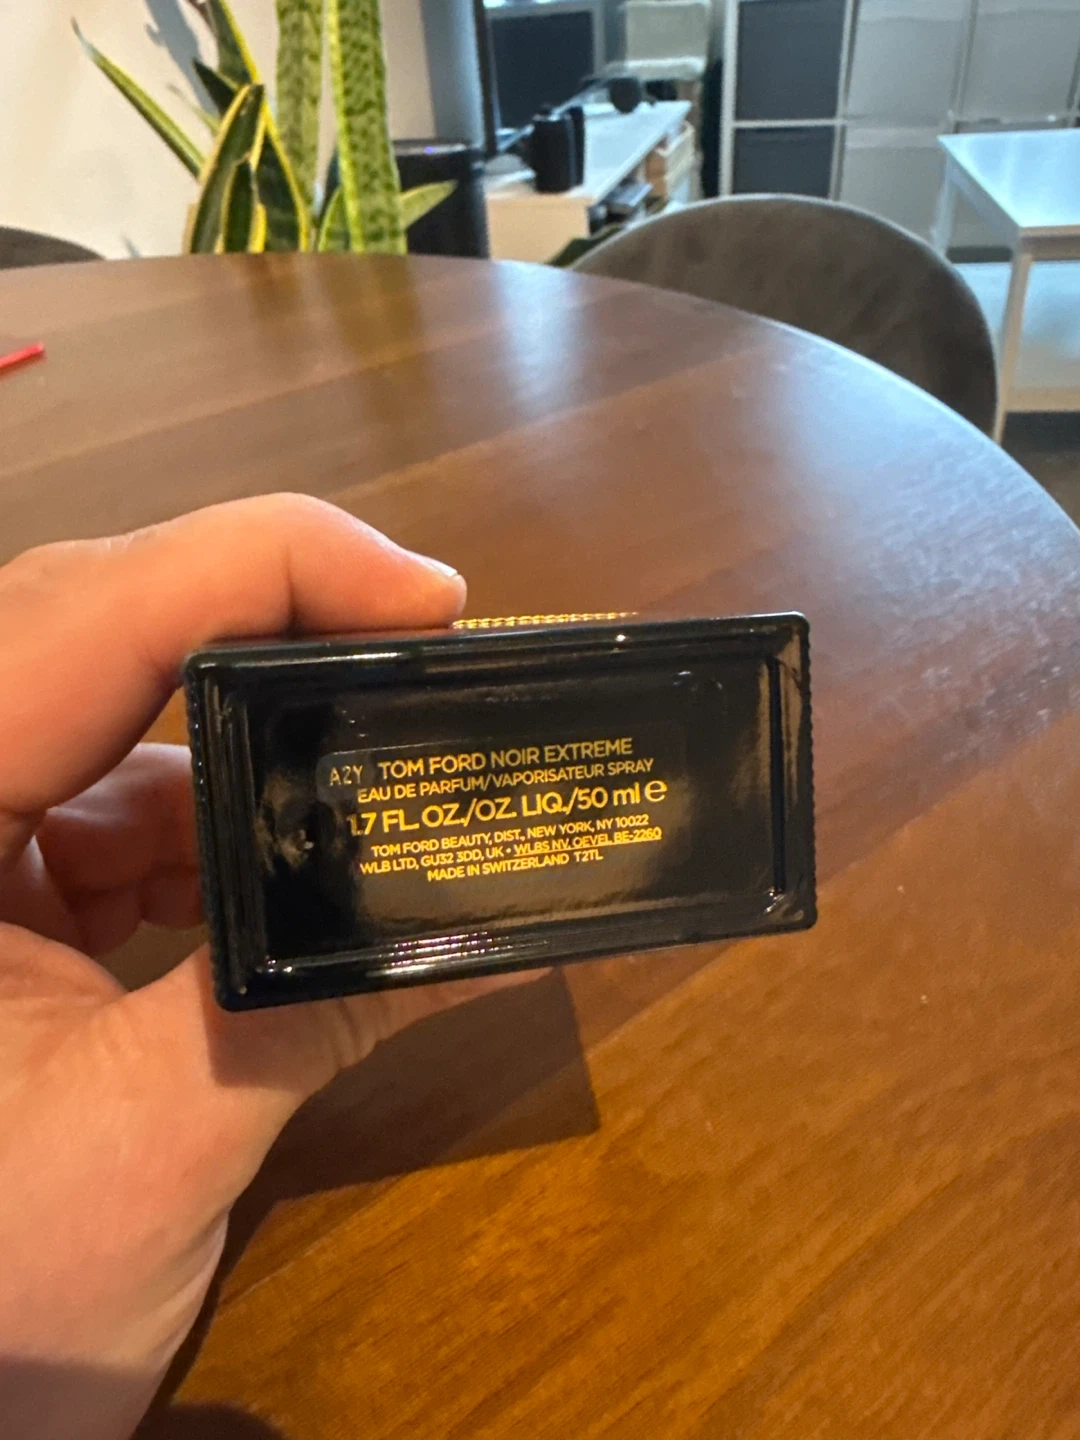 A2Y TOM FORD NOIR EXTREME
EAU DE PARFUM/VAPORISATEUR SPRAY
1.7 FL. OZ./OZ. LIQ./50 ml e
TOM FORD BEAUTY, DIST., NEW YORK, NY 10022
WLB LTD, GU32 3DD, UK • WLBS NV. OEVEL BE-2260
MADE IN SWITZERLAND T2TL